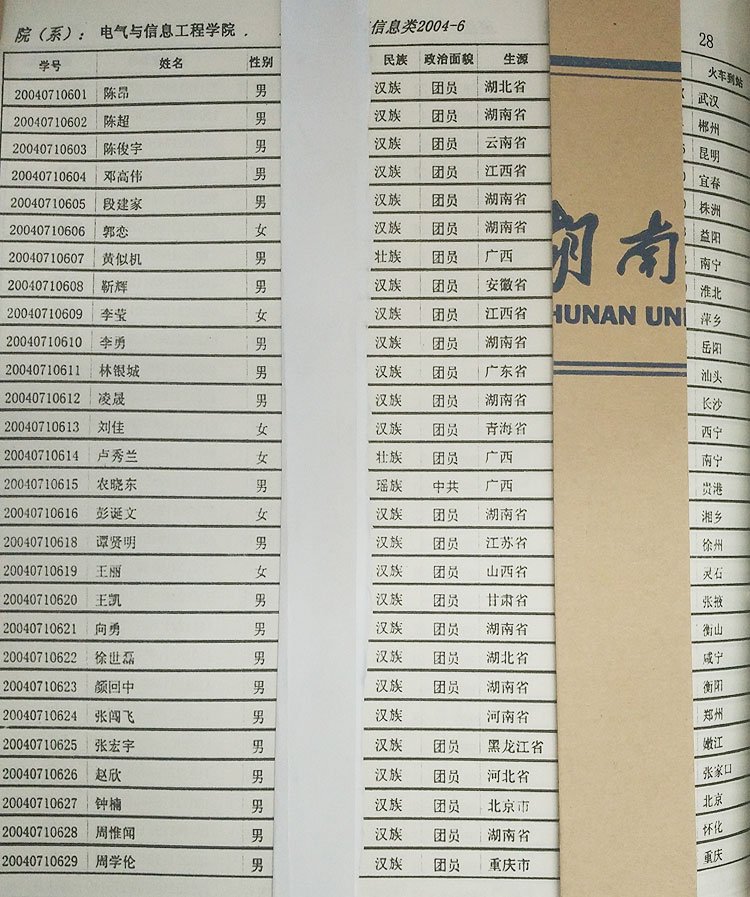 院（系）：电气与信息工程学院 信息类2004-6 28
学号 姓名 性别 民族 政治面貌 生源 火车到站
20040710601 陈昂 男 汉族 团员 湖北省 武汉
20040710602 陈超 男 汉族 团员 湖南省 郴州
20040710603 陈俊宇 男 汉族 团员 云南省 昆明
20040710604 邓高伟 男 汉族 团员 江西省 宜春
20040710605 段建家 男 汉族 团员 湖南省 株洲
20040710606 郭恋 女 汉族 团员 湖南省 益阳
20040710607 黄似机 男 壮族 团员 广西 南宁
20040710608 靳辉 男 汉族 团员 安徽省 淮北
20040710609 李莹 女 汉族 团员 江西省 萍乡
20040710610 李勇 男 汉族 团员 湖南省 岳阳
20040710611 林银城 男 汉族 团员 广东省 汕头
20040710612 凌晟 男 汉族 团员 湖南省 长沙
20040710613 刘佳 女 汉族 团员 青海省 西宁
20040710614 卢秀兰 女 壮族 团员 广西 南宁
20040710615 农晓东 男 瑶族 中共 广西 贵港
20040710616 彭诞文 女 汉族 团员 湖南省 湘乡
20040710618 谭贤明 男 汉族 团员 江苏省 徐州
20040710619 王丽 女 汉族 团员 山西省 灵石
20040710620 王凯 男 汉族 团员 甘肃省 张掖
20040710621 向勇 男 汉族 团员 湖南省 衡山
20040710622 徐世磊 男 汉族 团员 湖北省 咸宁
20040710623 颜回中 男 汉族 团员 湖南省 衡阳
20040710624 张闯飞 男 汉族 河南省 郑州
20040710625 张宏宇 男 汉族 团员 黑龙江省 嫩江
20040710626 赵欣 男 汉族 团员 河北省 张家口
20040710627 钟楠 男 汉族 团员 北京市 北京
20040710628 周惟闻 男 汉族 团员 湖南省 怀化
20040710629 周学伦 男 汉族 团员 重庆市 重庆
湖南
HUNAN UNI